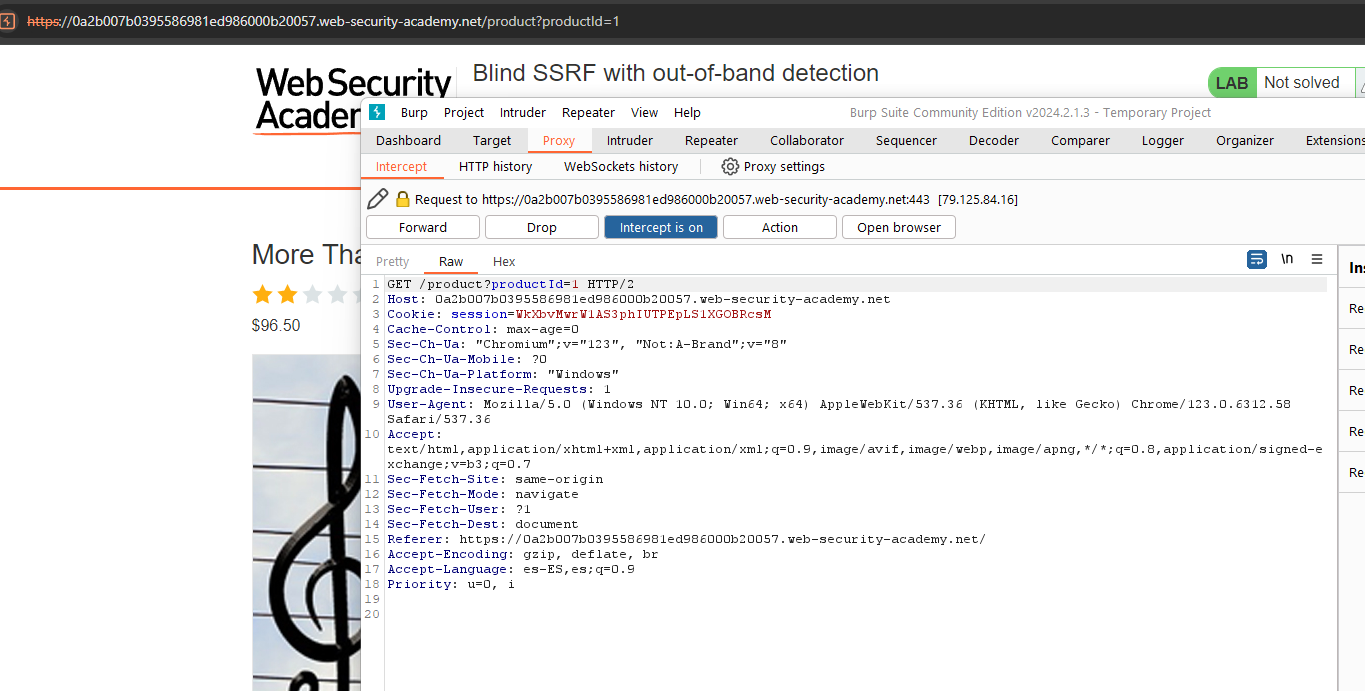 https://0a2b007b0395586981ed986000b20057.web-security-academy.net/product?productId=1
Web Security
Academ
Blind SSRF with out-of-band detection
LAB Not solved
Burp Project Intruder Repeater View Help
Burp Suite Community Edition v2024.2.1.3 - Temporary Project
Dashboard Target Proxy Intruder Repeater Collaborator Sequencer Decoder Comparer Logger Organizer Extensions
Intercept HTTP history WebSockets history Proxy settings
Request to https://0a2b007b0395586981ed986000b20057.web-security-academy.net:443 [79.125.84.16]
Forward Drop Intercept is on Action Open browser
Pretty Raw Hex
\n
More Tha
$96.50
1 GET /product?productId=1 HTTP/2
2 Host: 0a2b007b0395586981ed986000b20057.web-security-academy.net
3 Cookie: session=WkXbvMwrW1AS3phIUTPEpLS1XGOBRcsM
4 Cache-Control: max-age=0
5 Sec-Ch-Ua: "Chromium";v="123", "Not:A-Brand";v="8"
6 Sec-Ch-Ua-Mobile: ?0
7 Sec-Ch-Ua-Platform: "Windows"
8 Upgrade-Insecure-Requests: 1
9 User-Agent: Mozilla/5.0 (Windows NT 10.0; Win64; x64) AppleWebKit/537.36 (KHTML, like Gecko) Chrome/123.0.6312.58
Safari/537.36
10 Accept:
text/html,application/xhtml+xml,application/xml;q=0.9,image/avif,image/webp,image/apng,*/*;q=0.8,application/signed-e
xchange;v=b3;q=0.7
11 Sec-Fetch-Site: same-origin
12 Sec-Fetch-Mode: navigate
13 Sec-Fetch-User: ?1
14 Sec-Fetch-Dest: document
15 Referer: https://0a2b007b0395586981ed986000b20057.web-security-academy.net/
16 Accept-Encoding: gzip, deflate, br
17 Accept-Language: es-ES,es;q=0.9
18 Priority: u=0, i
19
20
Ins
Re
Re
Re
Re
Re